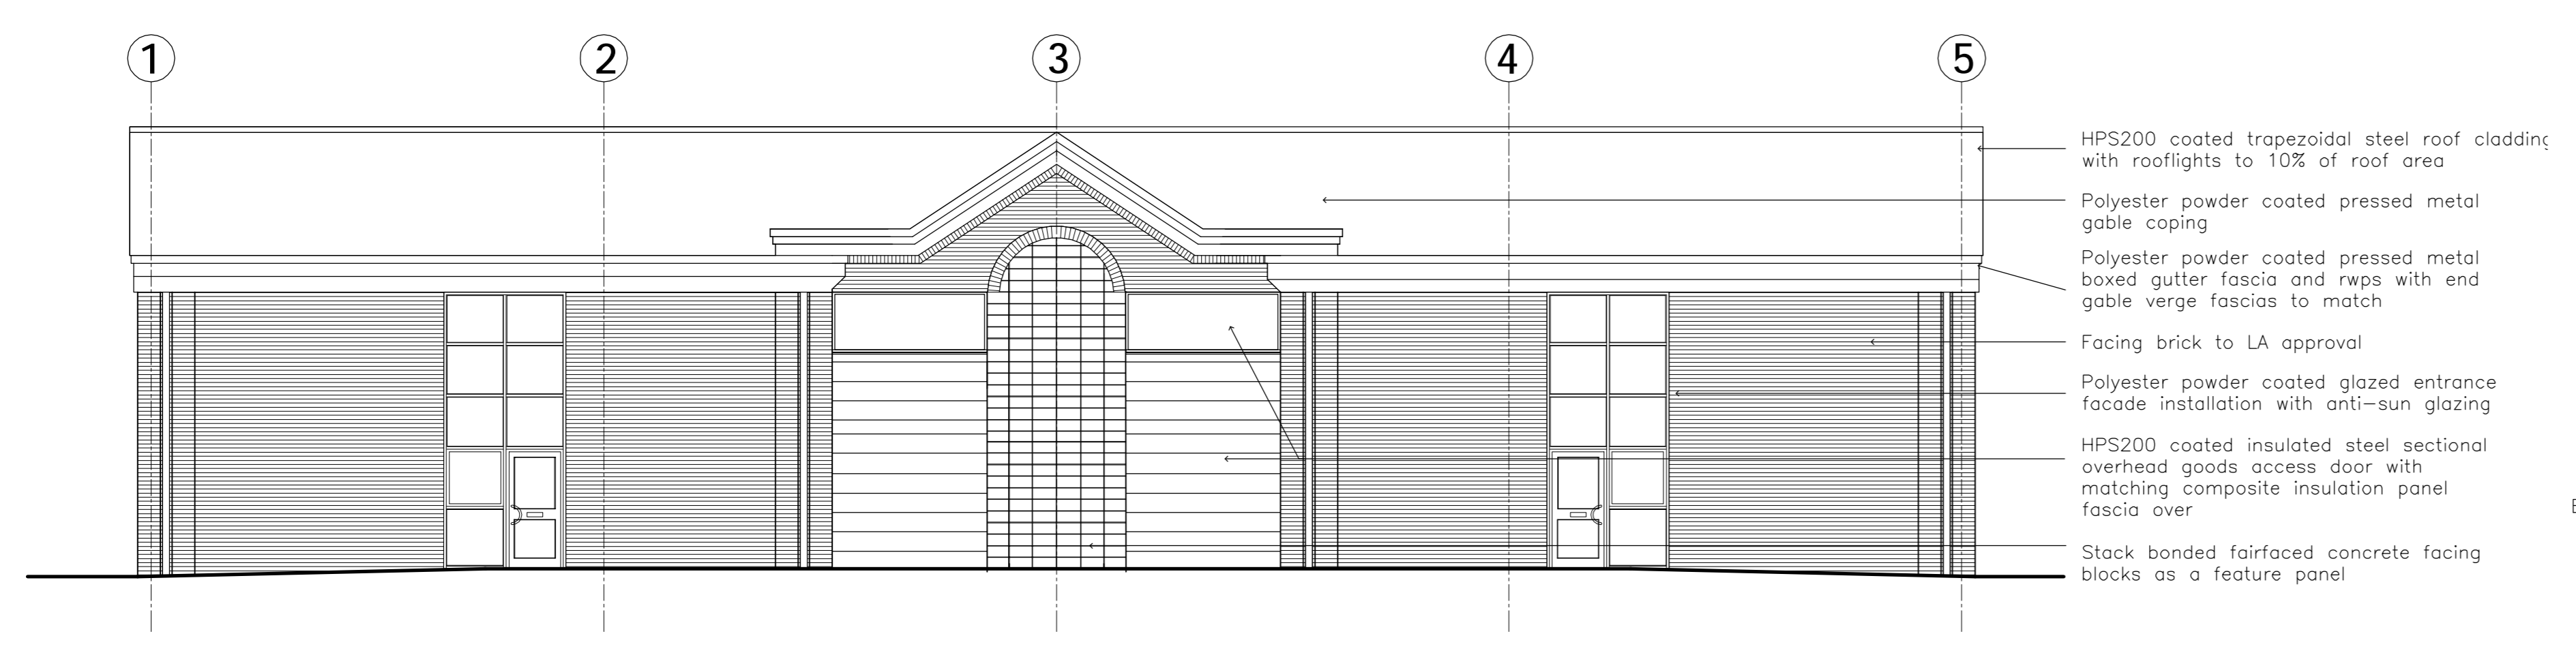 1 2 3 4 5
HPS200 coated trapezoidal steel roof cladding
with rooflights to 10% of roof area
Polyester powder coated pressed metal
gable coping
Polyester powder coated pressed metal
boxed gutter fascia and rwps with end
gable verge fascias to match
Facing brick to LA approval
Polyester powder coated glazed entrance
facade installation with anti-sun glazing
HPS200 coated insulated steel sectional
overhead goods access door with
matching composite insulation panel
fascia over
Stack bonded fairfaced concrete facing
blocks as a feature panel